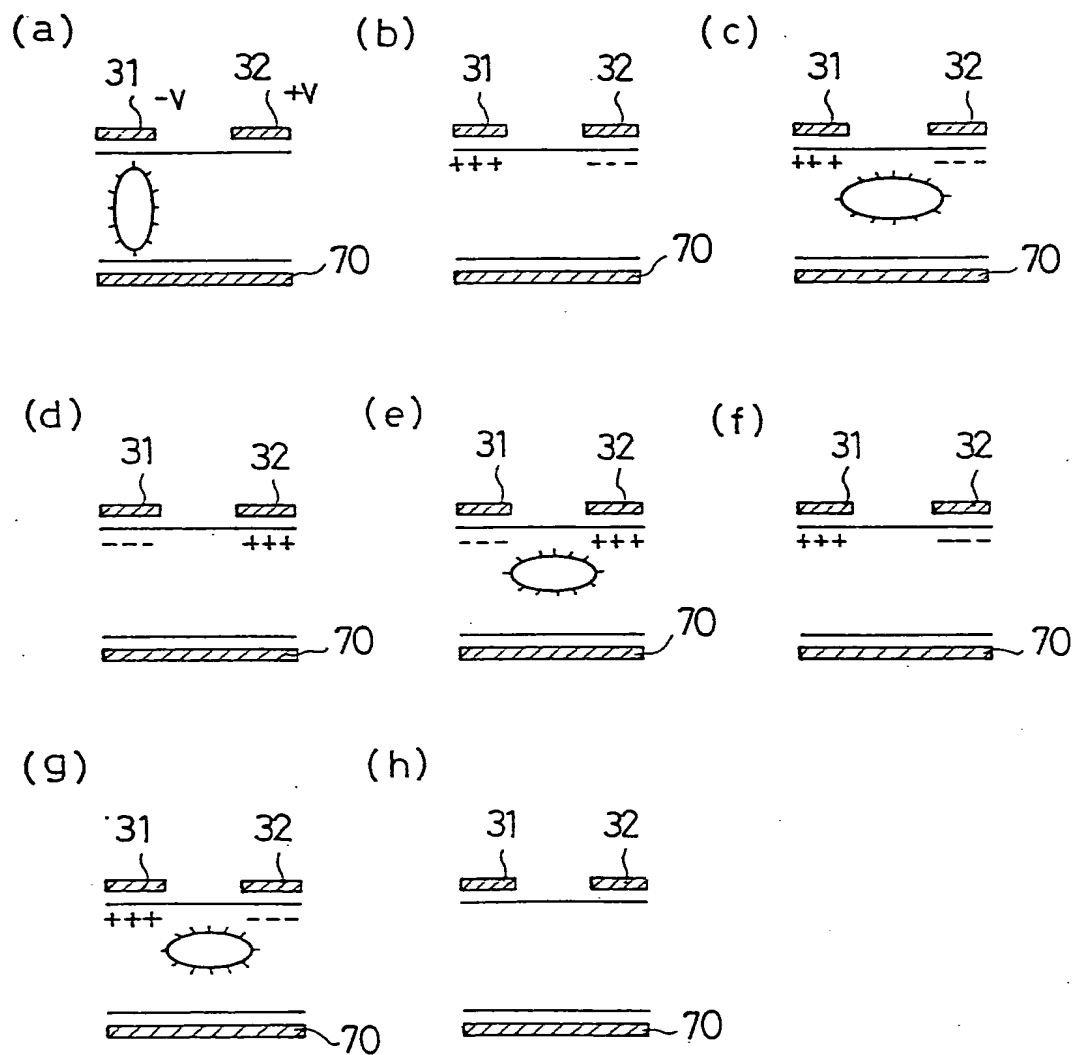 (a) (b) (c)
31 -V 32 +V 31 32 31 32
+++ --- +++ ---
70 70 70
(d) (e) (f)
31 32 31 32 31 32
--- +++ --- +++ +++ ---
70 70 70
(g) (h)
31 32 31 32
+++ ---
70 70